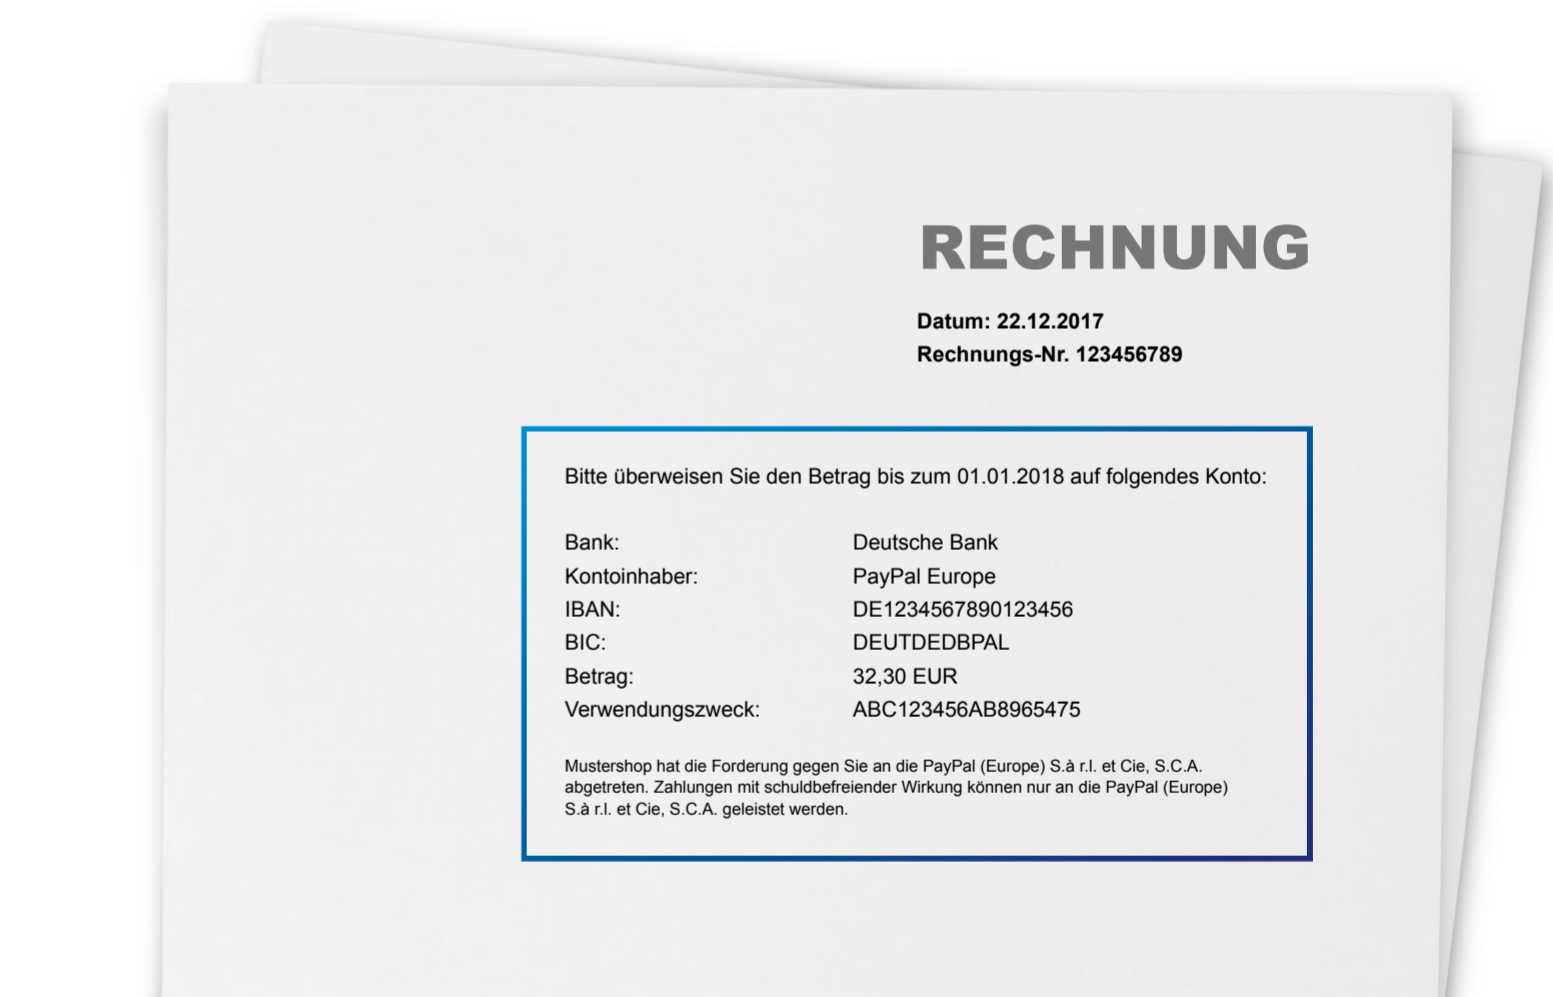 RECHNUNG
Datum: 22.12.2017
Rechnungs-Nr. 123456789
Bitte überweisen Sie den Betrag bis zum 01.01.2018 auf folgendes Konto:
Bank: Deutsche Bank
Kontoinhaber: PayPal Europe
IBAN: DE1234567890123456
BIC: DEUTDEDBPAL
Betrag: 32,30 EUR
Verwendungszweck: ABC123456AB8965475
Mustershop hat die Forderung gegen Sie an die PayPal (Europe) S.à r.l. et Cie, S.C.A.
abgetreten. Zahlungen mit schuldbefreiender Wirkung können nur an die PayPal (Europe)
S.à r.l. et Cie, S.C.A. geleistet werden.